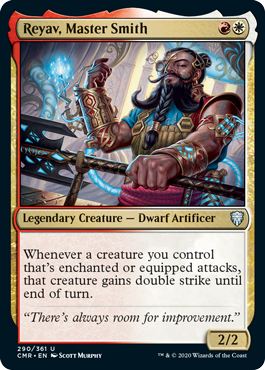 Reyav, Master Smith
Legendary Creature — Dwarf Artificer
Whenever a creature you control
that's enchanted or equipped attacks,
that creature gains double strike until
end of turn.
"There's always room for improvement."
2/2
290/361 U
CMR • EN SCOTT MURPHY
™ & © 2020 Wizards of the Coast